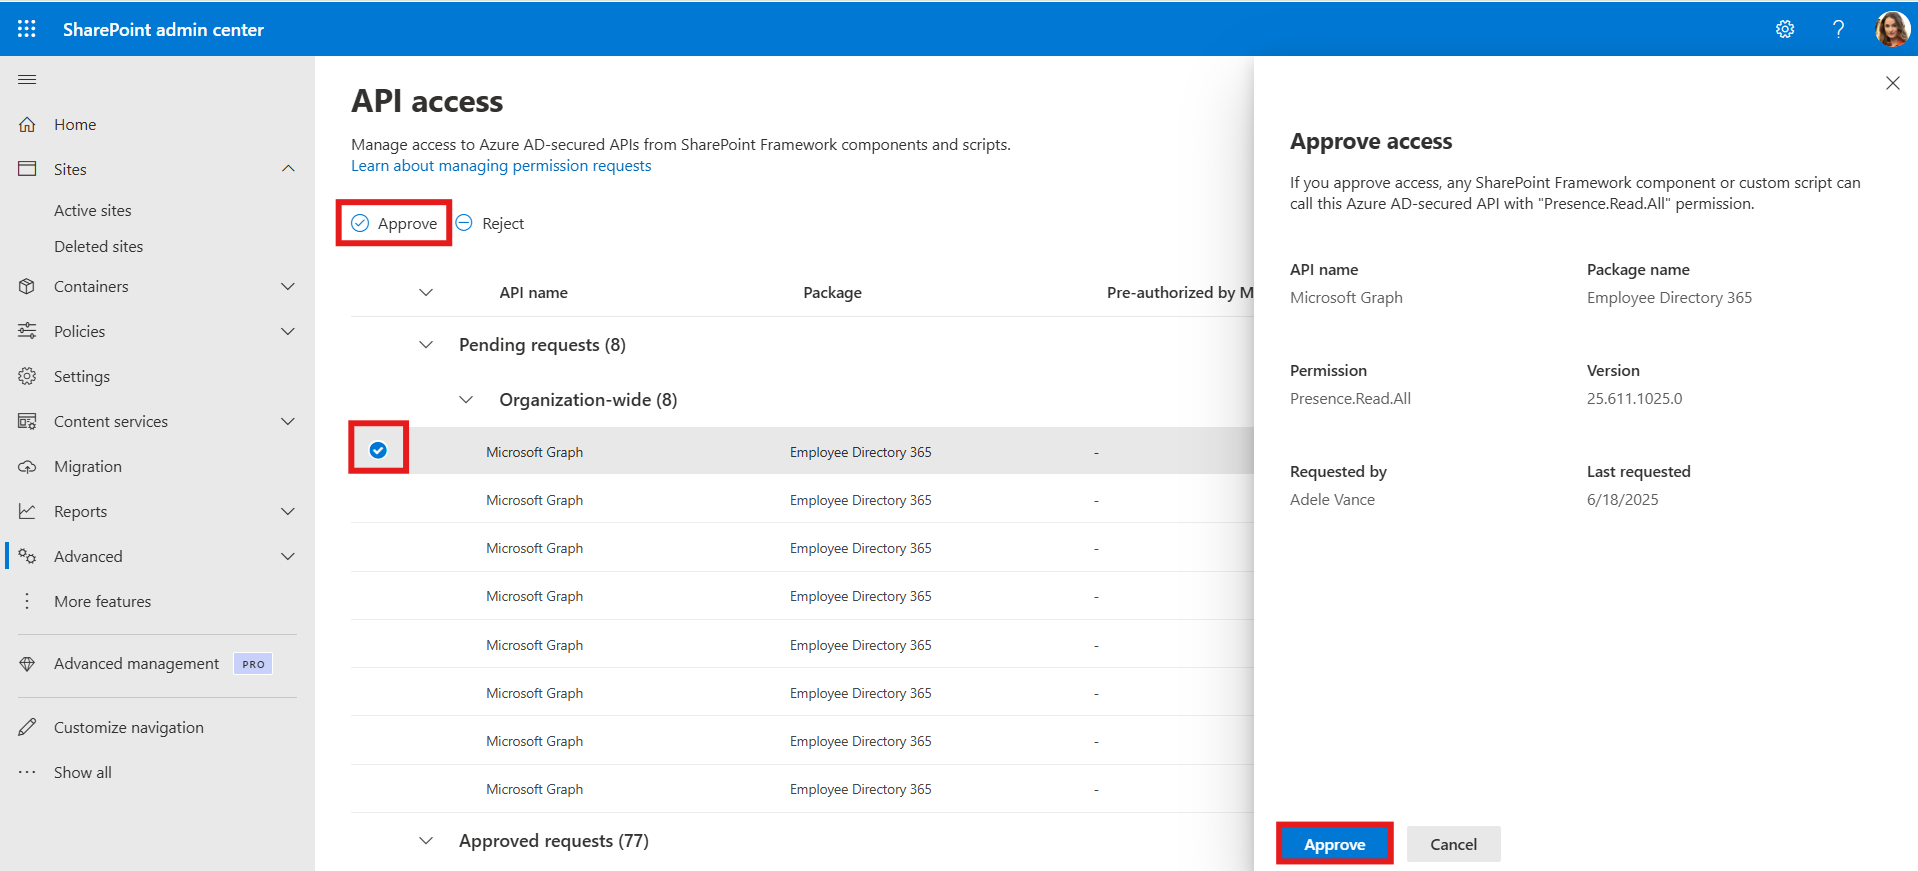 SharePoint admin center
Home
Sites
Active sites
Deleted sites
Containers
Policies
Settings
Content services
Migration
Reports
Advanced
More features
Advanced management PRO
Customize navigation
Show all
API access
Manage access to Azure AD-secured APIs from SharePoint Framework components and scripts.
Learn about managing permission requests
Approve Reject
API name Package Pre-authorized by M
Pending requests (8)
Organization-wide (8)
Microsoft Graph Employee Directory 365 -
Microsoft Graph Employee Directory 365 -
Microsoft Graph Employee Directory 365 -
Microsoft Graph Employee Directory 365 -
Microsoft Graph Employee Directory 365 -
Microsoft Graph Employee Directory 365 -
Microsoft Graph Employee Directory 365 -
Microsoft Graph Employee Directory 365 -
Approved requests (77)
Approve access
If you approve access, any SharePoint Framework component or custom script can
call this Azure AD-secured API with "Presence.Read.All" permission.
API name Package name
Microsoft Graph Employee Directory 365
Permission Version
Presence.Read.All 25.611.1025.0
Requested by Last requested
Adele Vance 6/18/2025
Approve Cancel